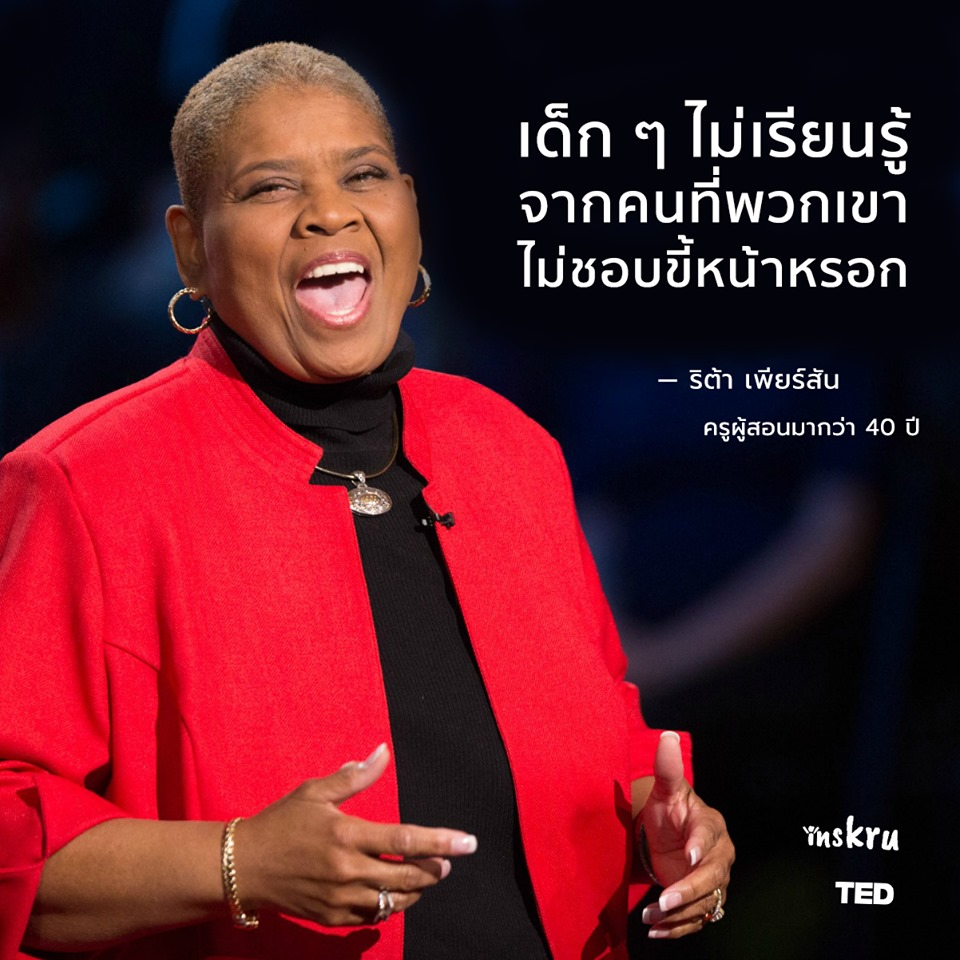 เด็ก ๆ ไม่เรียนรู้
จากคนที่พวกเขา
ไม่ชอบขี้หน้าหรอก
— ริต้า เพียร์สัน
ครูผู้สอนมากว่า 40 ปี
inskru
TED